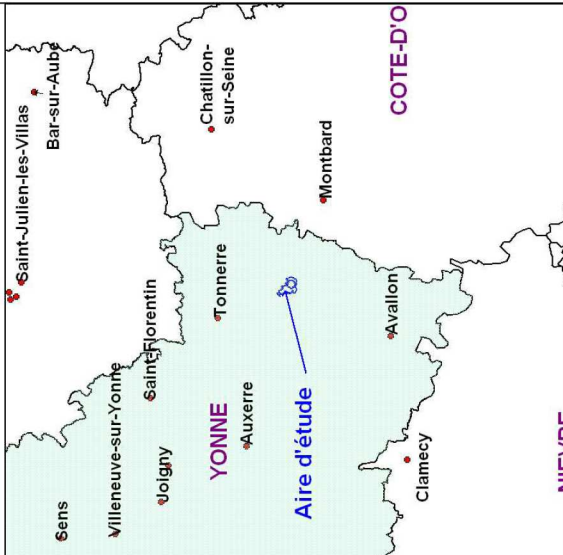 Saint-Julien-les-Villas
Bar-sur-Aube
Sens
Villeneuve-sur-Yonne
Saint-Florentin
Joigny
Chatillon-
sur-Seine
Tonnerre
YONNE
Auxerre
Montbard
Aire d'étude
COTE-D'O
Avallon
Clamecy
NIEVRE